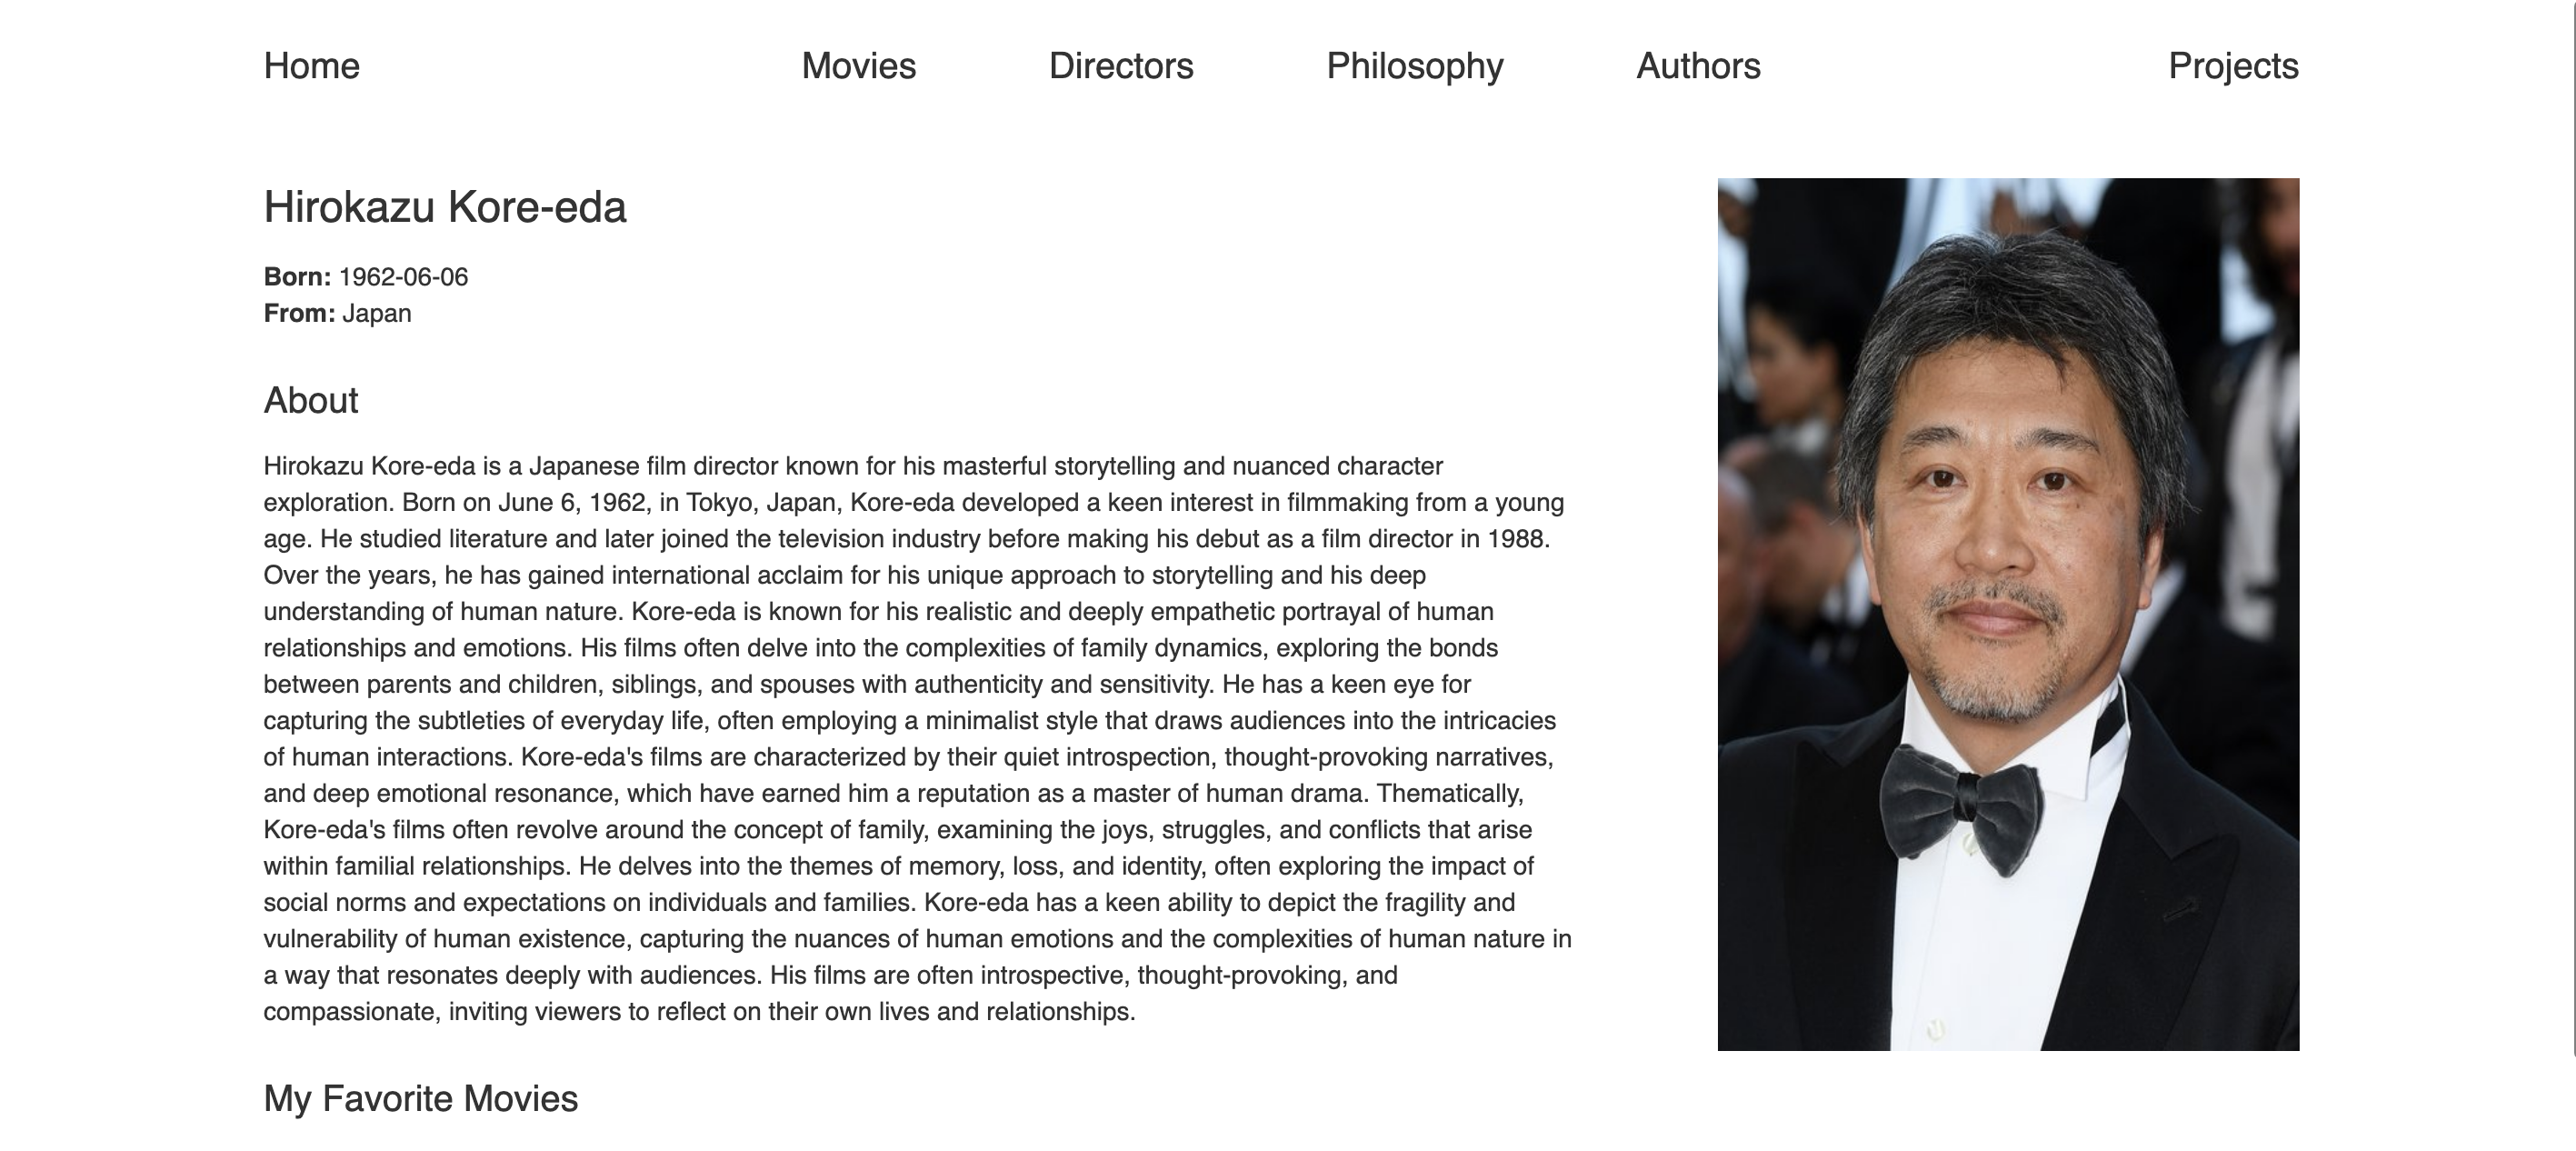 Home Movies Directors Philosophy Authors Projects
Hirokazu Kore-eda
Born: 1962-06-06
From: Japan
About
Hirokazu Kore-eda is a Japanese film director known for his masterful storytelling and nuanced character
exploration. Born on June 6, 1962, in Tokyo, Japan, Kore-eda developed a keen interest in filmmaking from a young
age. He studied literature and later joined the television industry before making his debut as a film director in 1988.
Over the years, he has gained international acclaim for his unique approach to storytelling and his deep
understanding of human nature. Kore-eda is known for his realistic and deeply empathetic portrayal of human
relationships and emotions. His films often delve into the complexities of family dynamics, exploring the bonds
between parents and children, siblings, and spouses with authenticity and sensitivity. He has a keen eye for
capturing the subtleties of everyday life, often employing a minimalist style that draws audiences into the intricacies
of human interactions. Kore-eda's films are characterized by their quiet introspection, thought-provoking narratives,
and deep emotional resonance, which have earned him a reputation as a master of human drama. Thematically,
Kore-eda's films often revolve around the concept of family, examining the joys, struggles, and conflicts that arise
within familial relationships. He delves into the themes of memory, loss, and identity, often exploring the impact of
social norms and expectations on individuals and families. Kore-eda has a keen ability to depict the fragility and
vulnerability of human existence, capturing the nuances of human emotions and the complexities of human nature in
a way that resonates deeply with audiences. His films are often introspective, thought-provoking, and
compassionate, inviting viewers to reflect on their own lives and relationships.
My Favorite Movies